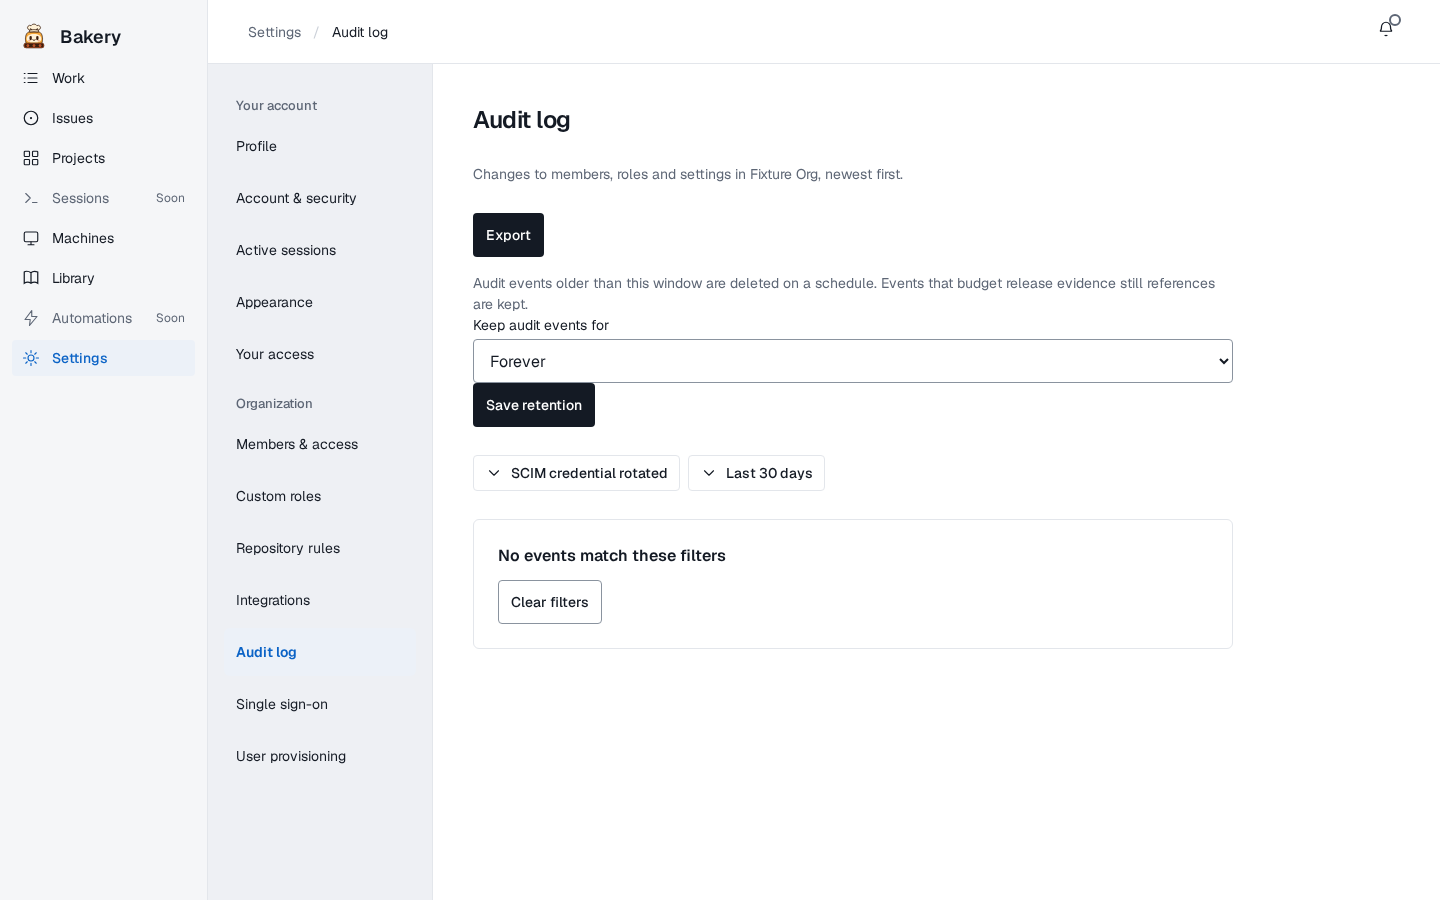 Bakery
Work
Issues
Projects
Sessions Soon
Machines
Library
Automations Soon
Settings
Settings / Audit log
Your account
Profile
Account & security
Active sessions
Appearance
Your access
Organization
Members & access
Custom roles
Repository rules
Integrations
Audit log
Single sign-on
User provisioning
Audit log
Changes to members, roles and settings in Fixture Org, newest first.
Export
Audit events older than this window are deleted on a schedule. Events that budget release evidence still references
are kept.
Keep audit events for
Forever
Save retention
SCIM credential rotated Last 30 days
No events match these filters
Clear filters